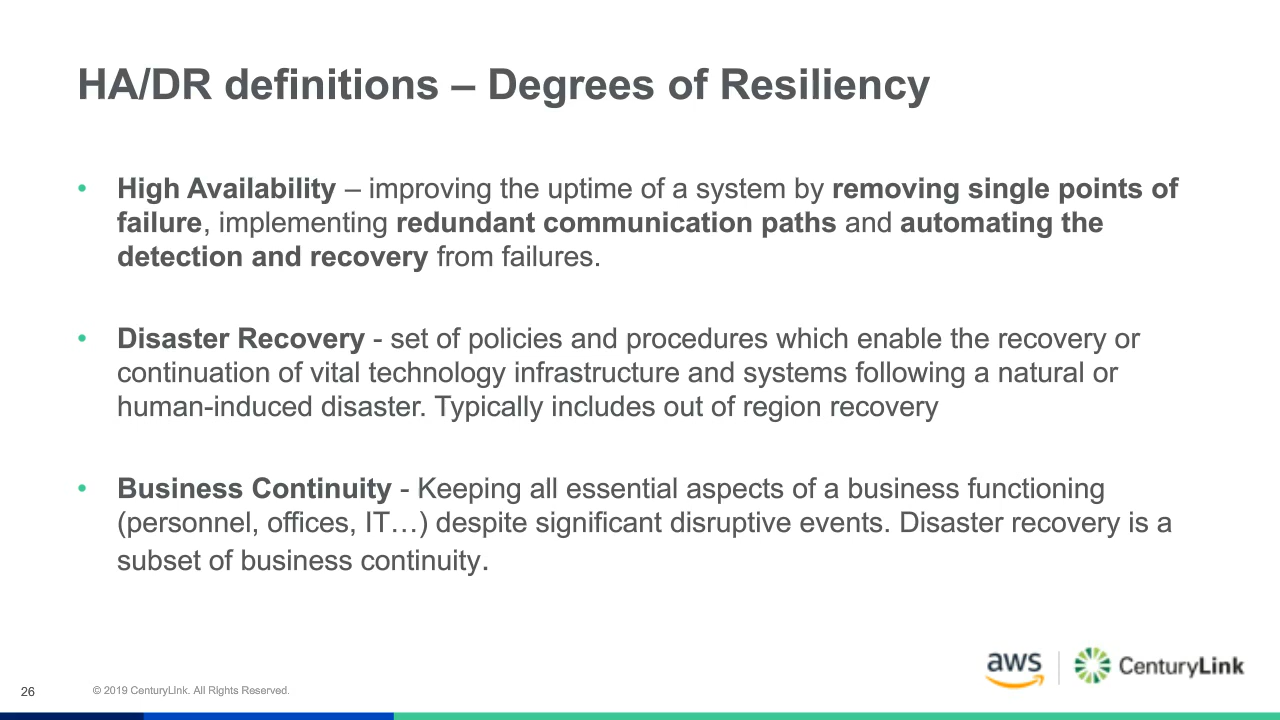 HA/DR definitions – Degrees of Resiliency
• High Availability – improving the uptime of a system by removing single points of
failure, implementing redundant communication paths and automating the
detection and recovery from failures.
• Disaster Recovery - set of policies and procedures which enable the recovery or
continuation of vital technology infrastructure and systems following a natural or
human-induced disaster. Typically includes out of region recovery
• Business Continuity - Keeping all essential aspects of a business functioning
(personnel, offices, IT…) despite significant disruptive events. Disaster recovery is a
subset of business continuity.
aws
CenturyLink
26
© 2019 CenturyLink. All Rights Reserved.